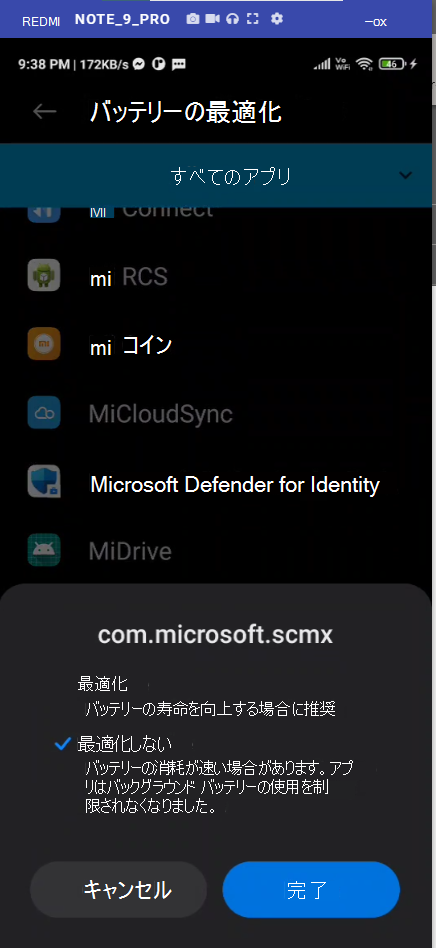 REDMI NOTE_9_PRO –ox
9:38 PM | 172KB/s Vo WiFi 46
バッテリーの最適化
すべてのアプリ
MI Connect
mi RCS
mi コイン
MiCloudSync
Microsoft Defender for Identity
MiDrive
com.microsoft.scmx
最適化
バッテリーの寿命を向上する場合に推奨
最適化しない
バッテリーの消耗が速い場合があります。アプ
リはバックグラウンド バッテリーの使用を制
限されなくなりました。
キャンセル 完了